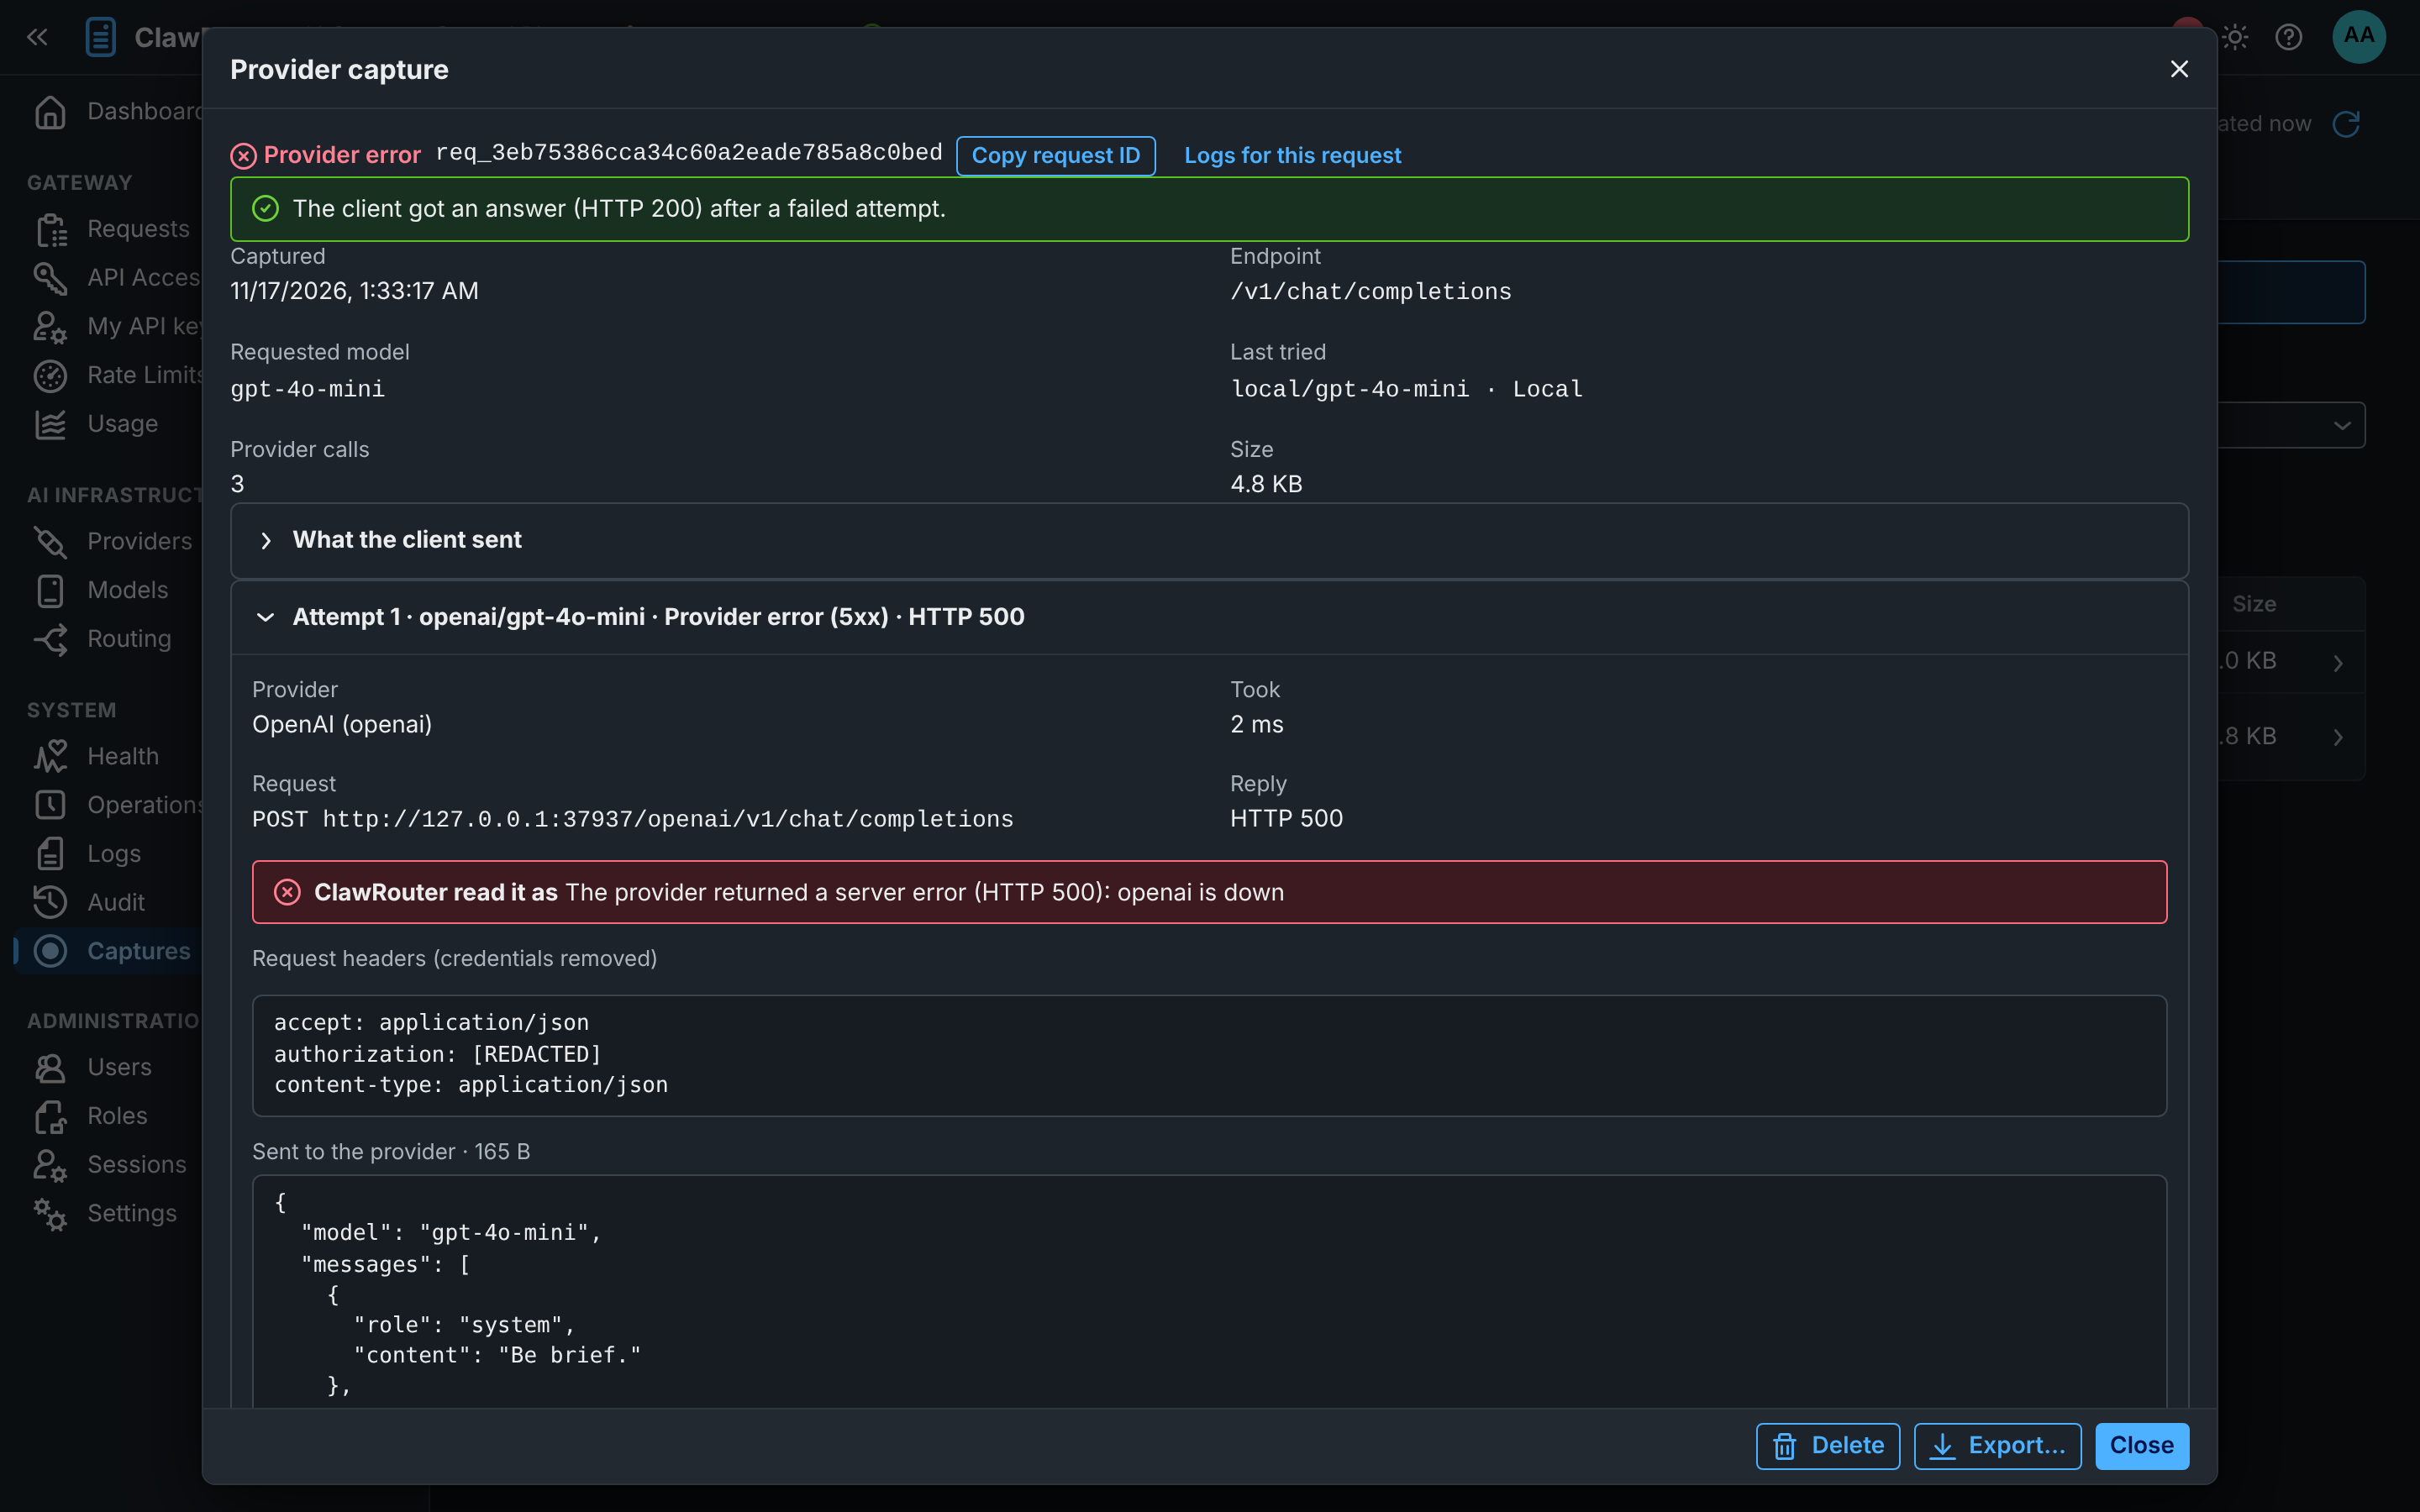 Provider capture
Provider error req_3eb75386cca34c60a2eade785a8c0bed Copy request ID Logs for this request
The client got an answer (HTTP 200) after a failed attempt.
Captured
11/17/2026, 1:33:17 AM
Endpoint
/v1/chat/completions
Requested model
gpt-4o-mini
Last tried
local/gpt-4o-mini · Local
Provider calls
3
Size
4.8 KB
What the client sent
Attempt 1 · openai/gpt-4o-mini · Provider error (5xx) · HTTP 500
Provider
OpenAI (openai)
Took
2 ms
Request
POST http://127.0.0.1:37937/openai/v1/chat/completions
Reply
HTTP 500
ClawRouter read it as The provider returned a server error (HTTP 500): openai is down
Request headers (credentials removed)
accept: application/json
authorization: [REDACTED]
content-type: application/json
Sent to the provider · 165 B
{
"model": "gpt-4o-mini",
"messages": [
{
"role": "system",
"content": "Be brief."
},
Delete
Export...
Close
AA
Dashboard
GATEWAY
Requests
API Acces
My API key
Rate Limits
Usage
AI INFRASTRUCT
Providers
Models
Routing
SYSTEM
Health
Operations
Logs
Audit
Captures
ADMINISTRATIO
Users
Roles
Sessions
Settings
now
Size
.0 KB
.8 KB